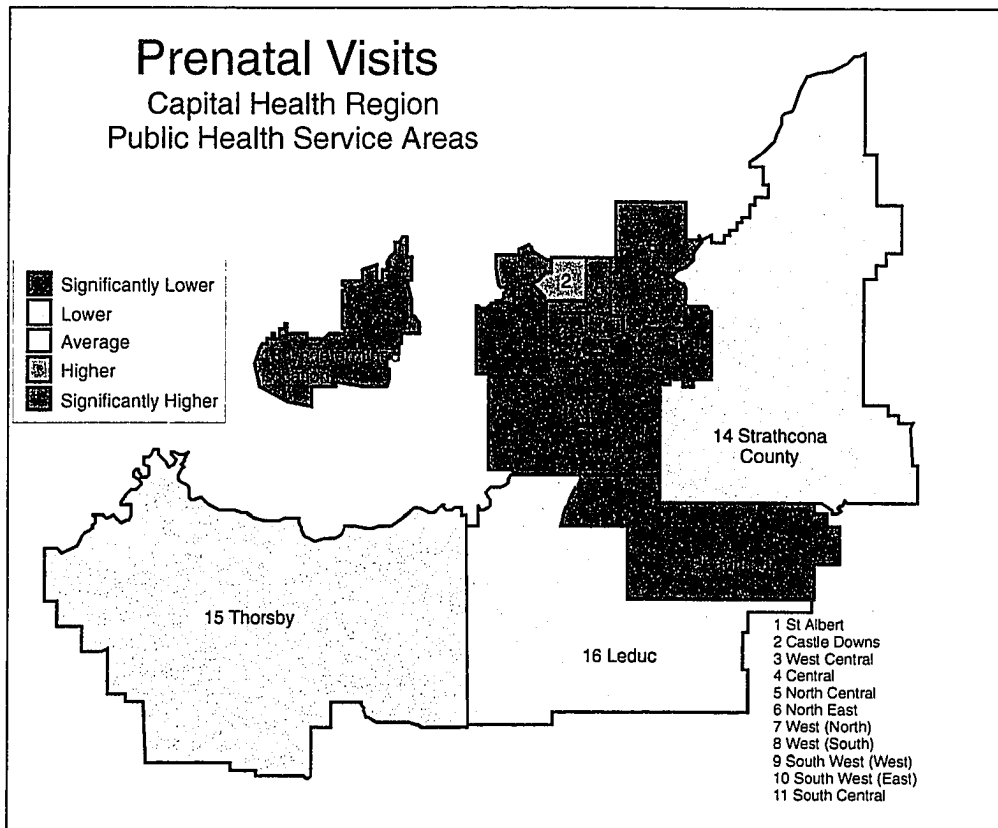 Prenatal Visits
Capital Health Region
Public Health Service Areas
Significantly Lower
Lower
Average
Higher
Significantly Higher
2
14 Strathcona
County
15 Thorsby
16 Leduc
1 St Albert
2 Castle Downs
3 West Central
4 Central
5 North Central
6 North East
7 West (North)
8 West (South)
9 South West (West)
10 South West (East)
11 South Central